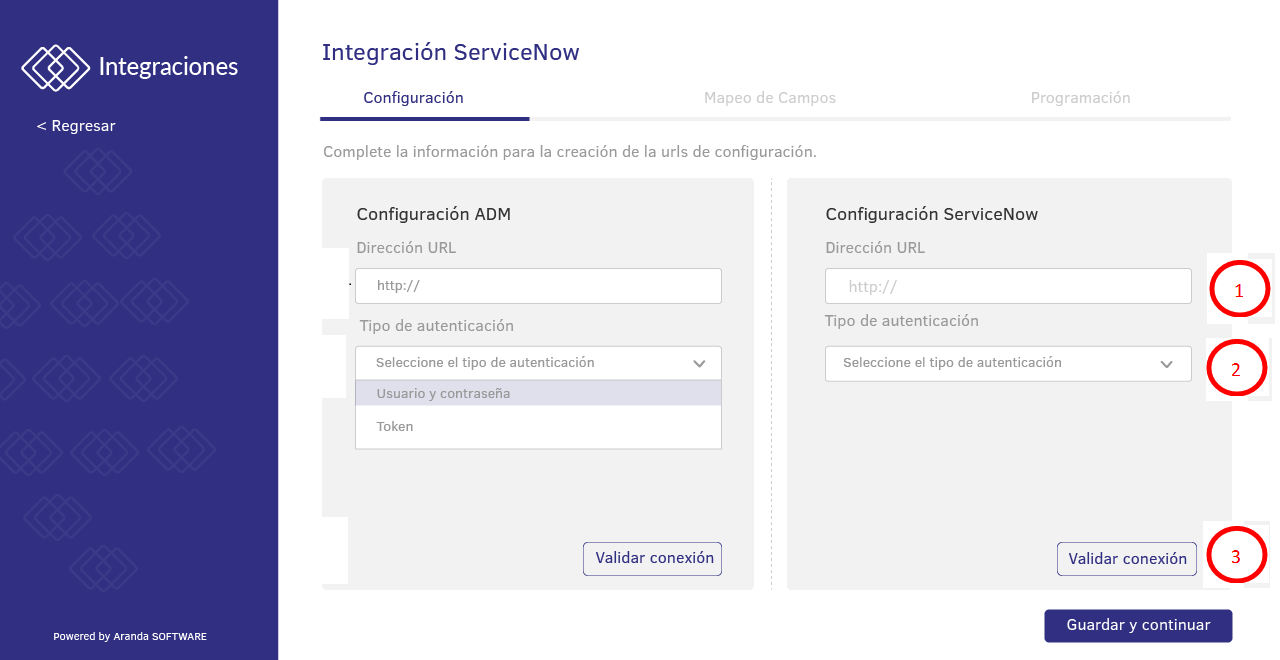 Integraciones
< Regresar
Powered by Aranda SOFTWARE
Integración ServiceNow
Configuración
Mapeo de Campos
Programación
Complete la información para la creación de la urls de configuración.
Configuración ADM
Dirección URL
http://
Tipo de autenticación
Seleccione el tipo de autenticación
Usuario y contraseña
Token
Validar conexión
Configuración ServiceNow
Dirección URL
http://
1
Tipo de autenticación
Seleccione el tipo de autenticación
2
Validar conexión
3
Guardar y continuar